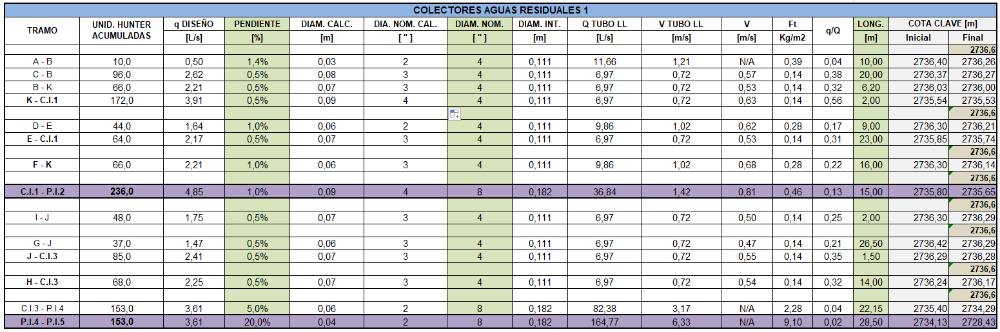 COLECTORES AGUAS RESIDUALES 1
TRAMO UNID. HUNTER ACUMULADAS q DISEÑO PENDIENTE DIAM. CALC. DIA. NOM. CAL. DIAM. NOM. DIAM. INT. Q TUBO LL V TUBO LL V Ft q/Q LONG. COTA CLAVE [m]
[L/s] [%] [m] [ " ] [ " ] [m] [L/s] [m/s] [m/s] Kg/m2 [m] Inicial Final
2736,6
A - B 10,0 0,50 1,4% 0,03 2 4 0,111 11,66 1,21 N/A 0,39 0,04 10,00 2736,40 2736,26
C - B 96,0 2,62 0,5% 0,08 3 4 0,111 6,97 0,72 0,57 0,14 0,38 20,00 2736,37 2736,27
B - K 66,0 2,21 0,5% 0,07 3 4 0,111 6,97 0,72 0,53 0,14 0,32 6,20 2736,03 2736,00
K - C.I.1 172,0 3,91 0,5% 0,09 4 4 0,111 6,97 0,72 0,63 0,14 0,56 2,00 2735,54 2735,53
2736,6
D - E 44,0 1,64 1,0% 0,06 2 4 0,111 9,86 1,02 0,62 0,28 0,17 9,00 2736,30 2736,21
E - C.I.1 64,0 2,17 0,5% 0,07 3 4 0,111 6,97 0,72 0,53 0,14 0,31 23,00 2735,85 2735,74
2736,6
F - K 66,0 2,21 1,0% 0,06 3 4 0,111 9,86 1,02 0,68 0,28 0,22 16,00 2736,30 2736,14
2736,6
C.I.1 - P.I.2 236,0 4,85 1,0% 0,09 4 8 0,182 36,84 1,42 0,81 0,46 0,13 15,00 2735,80 2735,65
2736,6
I - J 48,0 1,75 0,5% 0,07 3 4 0,111 6,97 0,72 0,50 0,14 0,25 2,00 2736,30 2736,29
2736,6
G - J 37,0 1,47 0,5% 0,06 3 4 0,111 6,97 0,72 0,47 0,14 0,21 26,50 2736,42 2736,29
J - C.I.3 85,0 2,41 0,5% 0,07 3 4 0,111 6,97 0,72 0,55 0,14 0,35 1,50 2736,29 2736,28
2736,6
H - C.I.3 68,0 2,25 0,5% 0,07 3 4 0,111 6,97 0,72 0,54 0,14 0,32 14,00 2736,24 2736,17
2736,6
C.I.3 - P.I.4 153,0 3,61 5,0% 0,06 2 8 0,182 82,38 3,17 N/A 2,28 0,04 22,15 2735,40 2734,29
P.I.4 - P.I.5 153,0 3,61 20,0% 0,04 2 8 0,182 164,77 6,33 N/A 9,10 0,02 28,50 2734,13 2728,43